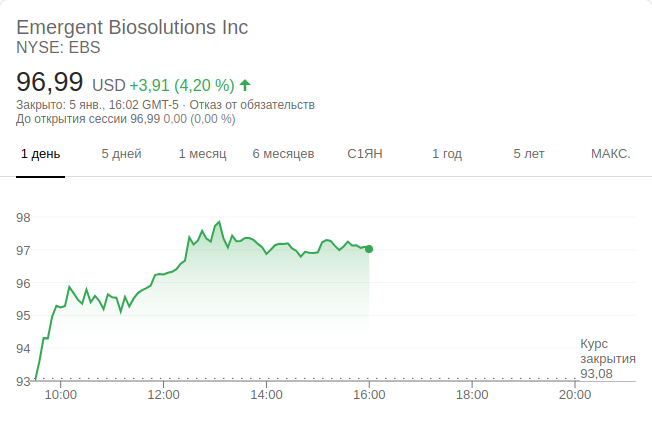 Emergent Biosolutions Inc
NYSE: EBS
96,99 USD +3,91 (4,20 %)
Закрыто: 5 янв., 16:02 GMT-5 · Отказ от обязательств
До открытия сессии 96,99 0,00 (0,00 %)
1 день 5 дней 1 месяц 6 месяцев С1ЯН 1 год 5 лет МАКС.
98
97
96
95
94
Курс
закрытия
93,08
93
10:00 12:00 14:00 16:00 18:00 20:00